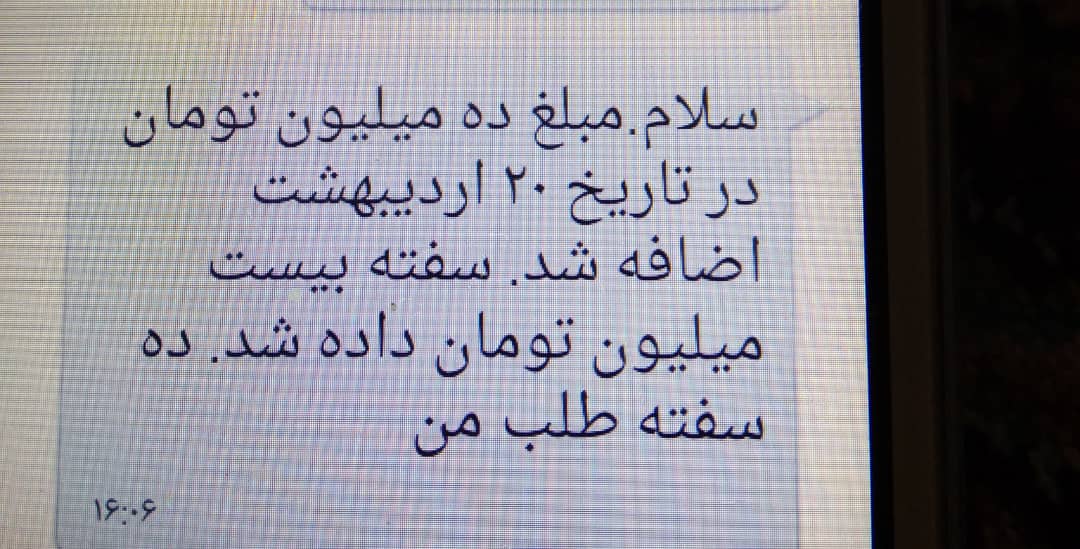 سلام.مبلغ ده میلیون تومان
در تاریخ ۲۰ اردیبهشت
اضافه شد. سفته بیست
میلیون تومان داده شد. ده
سفته طلب من
۱۶:۰۶